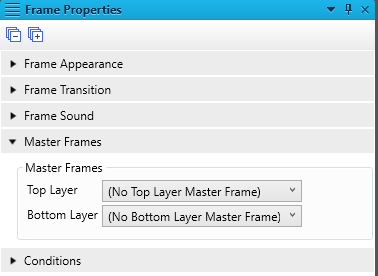 Frame Properties
Frame Appearance
Frame Transition
Frame Sound
Master Frames
Master Frames
Top Layer (No Top Layer Master Frame)
Bottom Layer (No Bottom Layer Master Frame)
Conditions